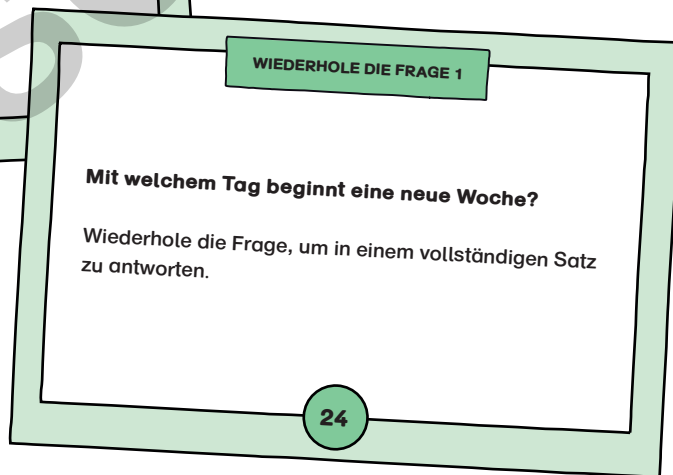 WIEDERHOLE DIE FRAGE 1
Mit welchem Tag beginnt eine neue Woche?
Wiederhole die Frage, um in einem vollständigen Satz
zu antworten.
24